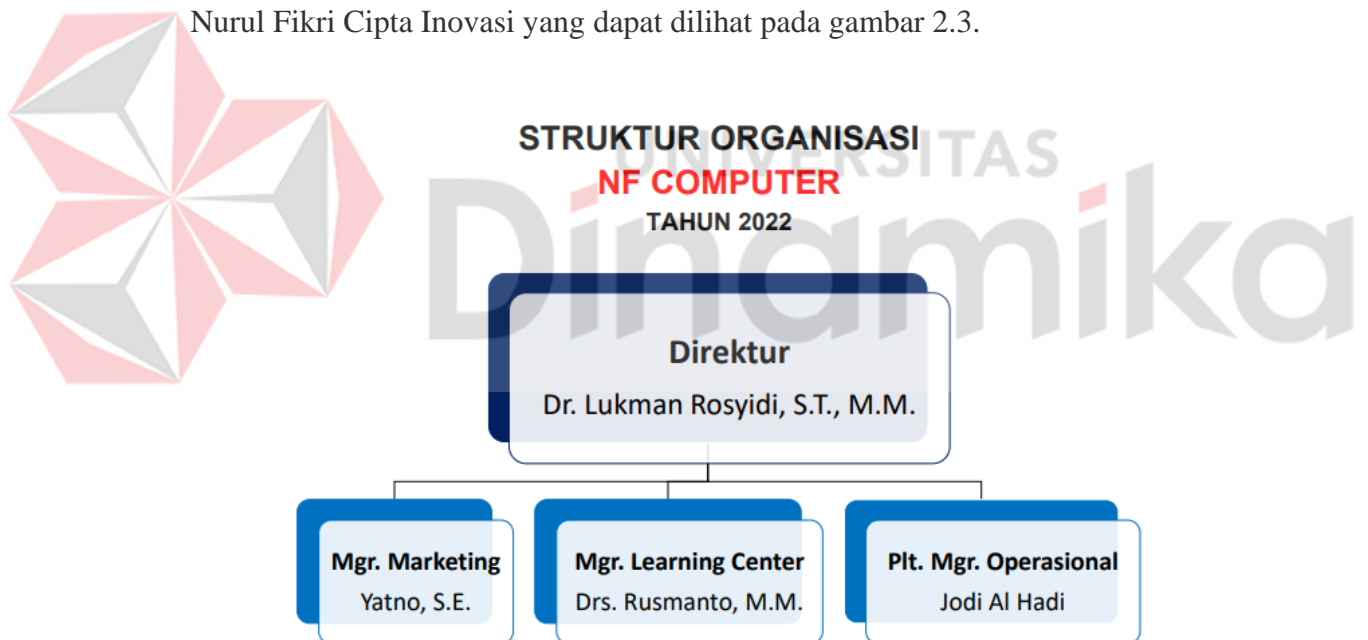 Nurul Fikri Cipta Inovasi yang dapat dilihat pada gambar 2.3.
STRUKTUR ORGANISASI
NF COMPUTER
TAHUN 2022
UNIVERSITAS
Dinamika
Direktur
Dr. Lukman Rosyidi, S.T., M.M.
Mgr. Marketing
Yatno, S.E.
Mgr. Learning Center
Drs. Rusmanto, M.M.
Plt. Mgr. Operasional
Jodi Al Hadi